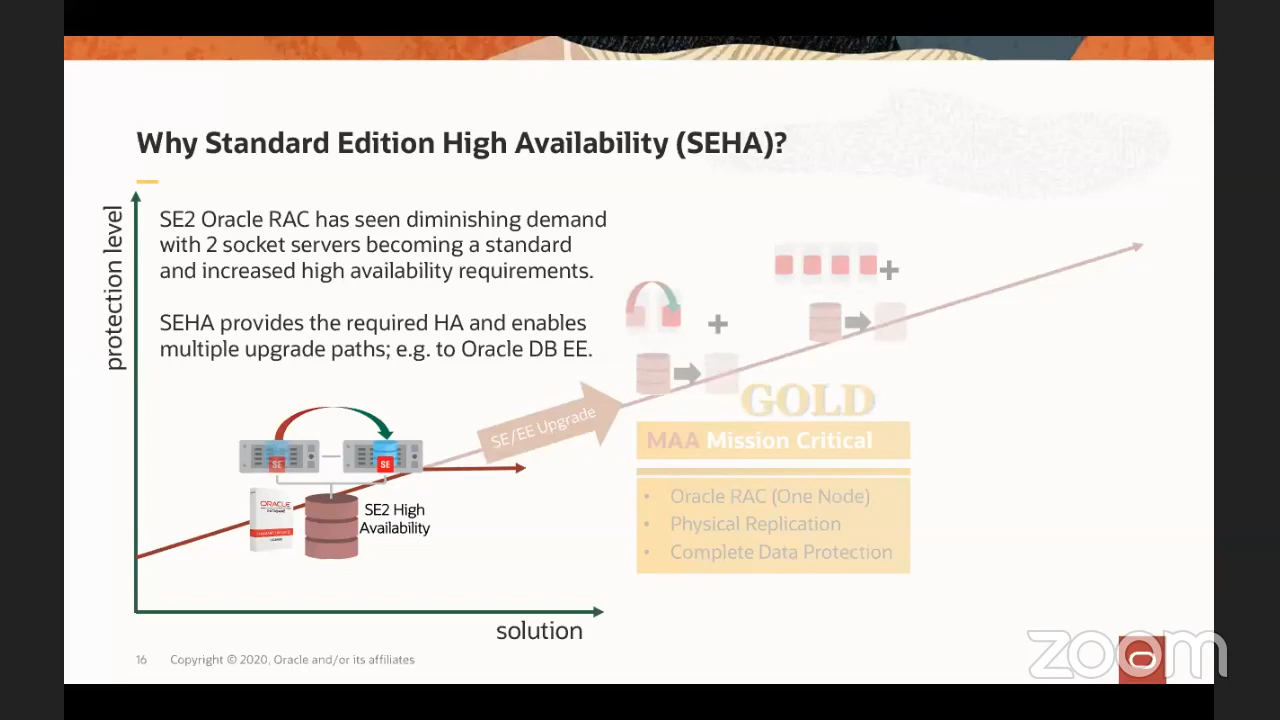 Why Standard Edition High Availability (SEHA)?
protection level
SE2 Oracle RAC has seen diminishing demand
with 2 socket servers becoming a standard
and increased high availability requirements.
SEHA provides the required HA and enables
multiple upgrade paths; e.g. to Oracle DB EE.
+
+
SE/EE Upgrade
GOLD
MAA Mission Critical
• Oracle RAC (One Node)
• Physical Replication
• Complete Data Protection
SE
SE
ORACLE
SE2 High
Availability
solution
16
Copyright © 2020, Oracle and/or its affiliates
zoom